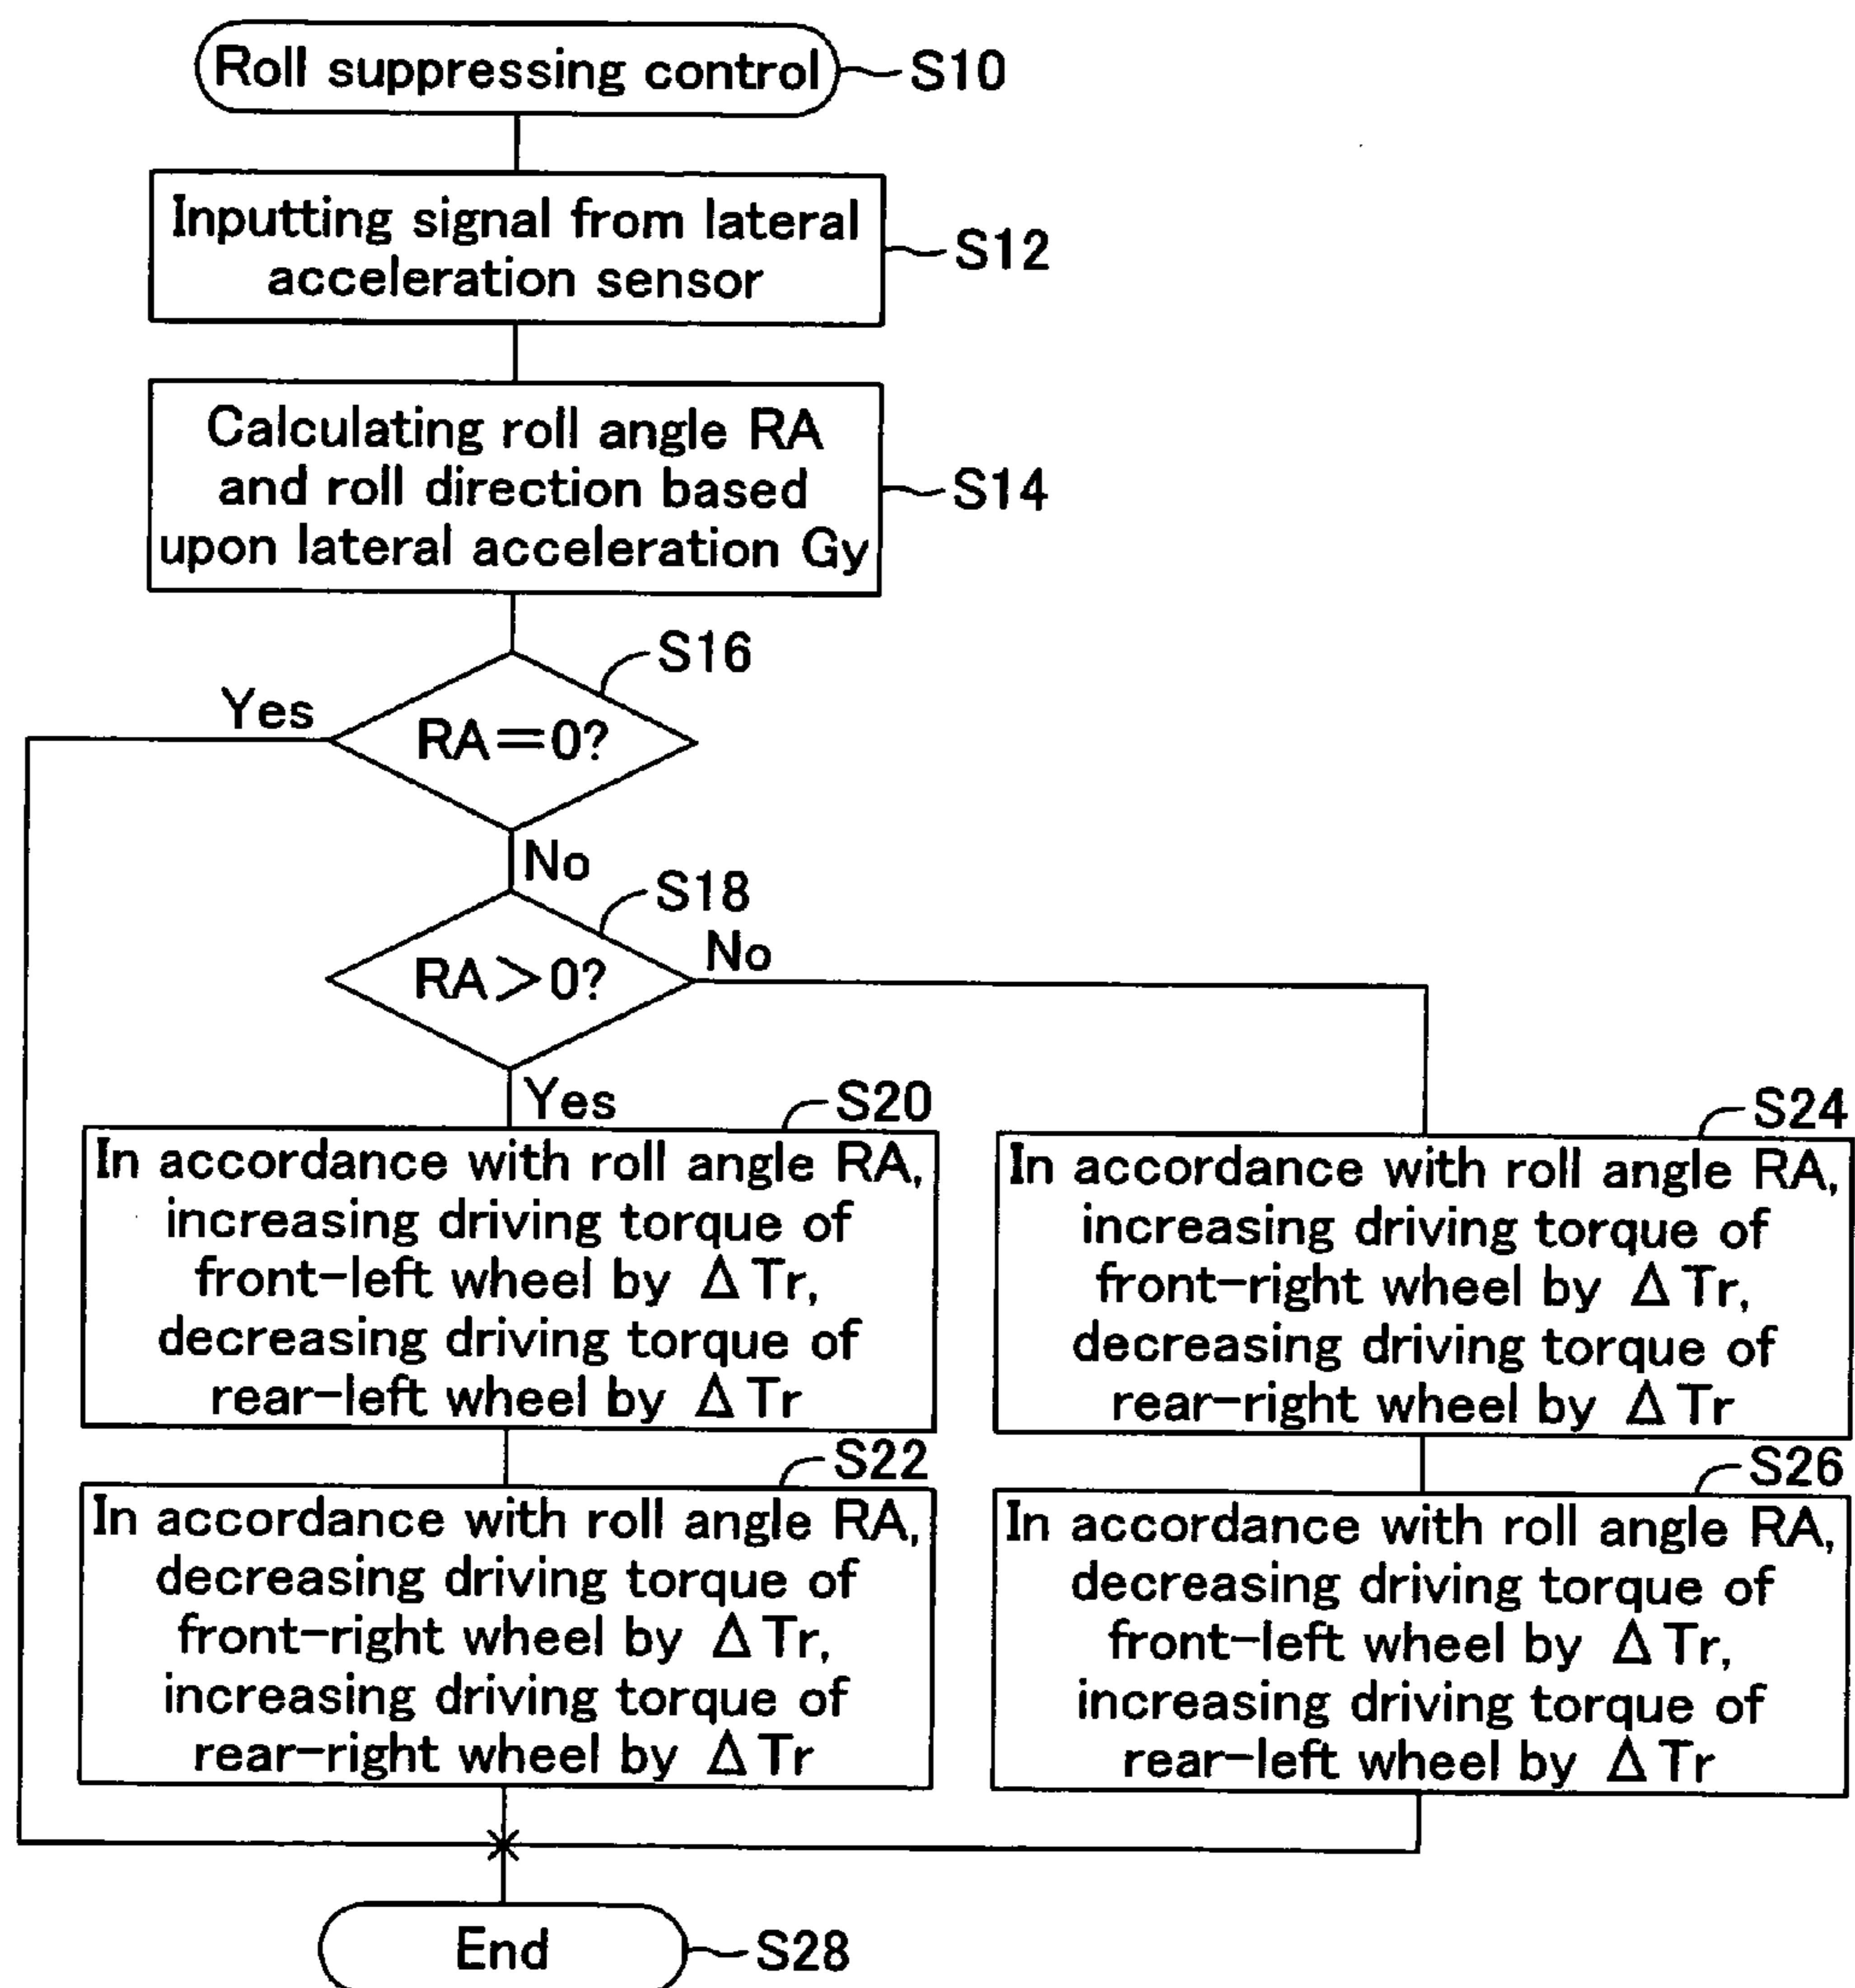 Roll suppressing control
S10
Inputting signal from lateral
acceleration sensor
S12
Calculating roll angle RA
and roll direction based
upon lateral acceleration Gy
S14
S16
Yes
RA=0?
No
S18
No
RA>0?
Yes
S20
In accordance with roll angle RA,
increasing driving torque of
front-left wheel by ΔTr,
decreasing driving torque of
rear-left wheel by ΔTr
S22
In accordance with roll angle RA,
decreasing driving torque of
front-right wheel by ΔTr,
increasing driving torque of
rear-right wheel by ΔTr
S24
In accordance with roll angle RA,
increasing driving torque of
front-right wheel by ΔTr,
decreasing driving torque of
rear-right wheel by ΔTr
S26
In accordance with roll angle RA,
decreasing driving torque of
front-left wheel by ΔTr,
increasing driving torque of
rear-left wheel by ΔTr
End
S28